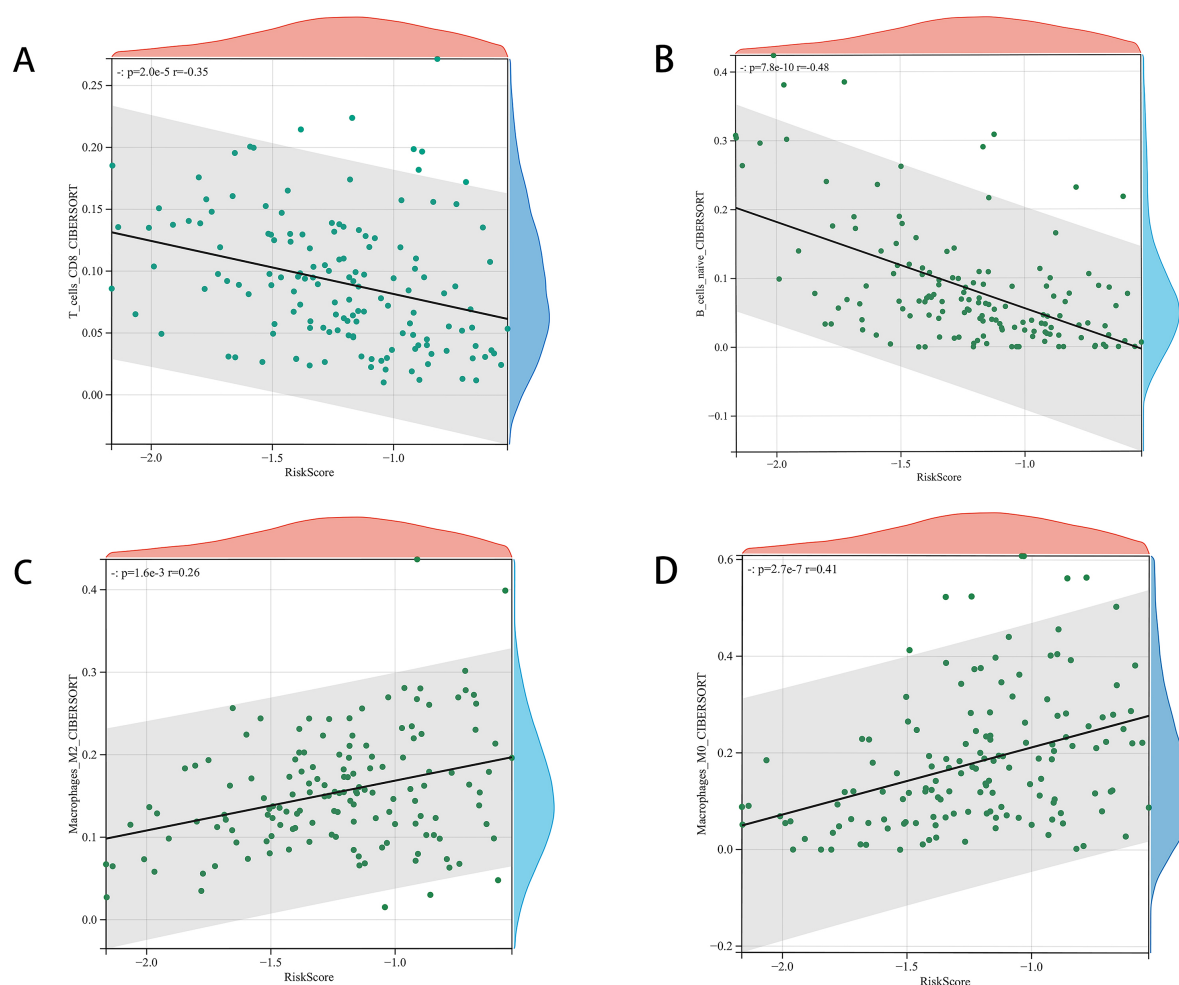 A
-: p=2.0e-5 r=-0.35
T_cells_CD8_CIBERSORT
0.25
0.20
0.15
0.10
0.05
0.00
−2.0 −1.5 −1.0
RiskScore
B
-: p=7.8e-10 r=-0.48
B_cells_naive_CIBERSORT
0.4
0.3
0.2
0.1
0.0
−0.1
−2.0 −1.5 −1.0
RiskScore
C
-: p=1.6e-3 r=0.26
Macrophages_M2_CIBERSORT
0.4
0.3
0.2
0.1
0.0
−2.0 −1.5 −1.0
RiskScore
D
-: p=2.7e-7 r=0.41
Macrophages_M0_CIBERSORT
0.6
0.4
0.2
0.0
−0.2
−2.0 −1.5 −1.0
RiskScore